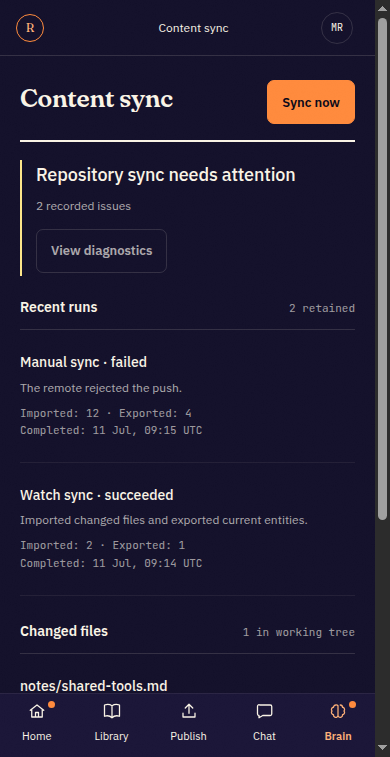 R
Content sync
MR
Content sync
Sync now
Repository sync needs attention
2 recorded issues
View diagnostics
Recent runs
2 retained
Manual sync · failed
The remote rejected the push.
Imported: 12 · Exported: 4
Completed: 11 Jul, 09:15 UTC
Watch sync · succeeded
Imported changed files and exported current entities.
Imported: 2 · Exported: 1
Completed: 11 Jul, 09:14 UTC
Changed files
1 in working tree
notes/shared-tools.md
Home
Library
Publish
Chat
Brain